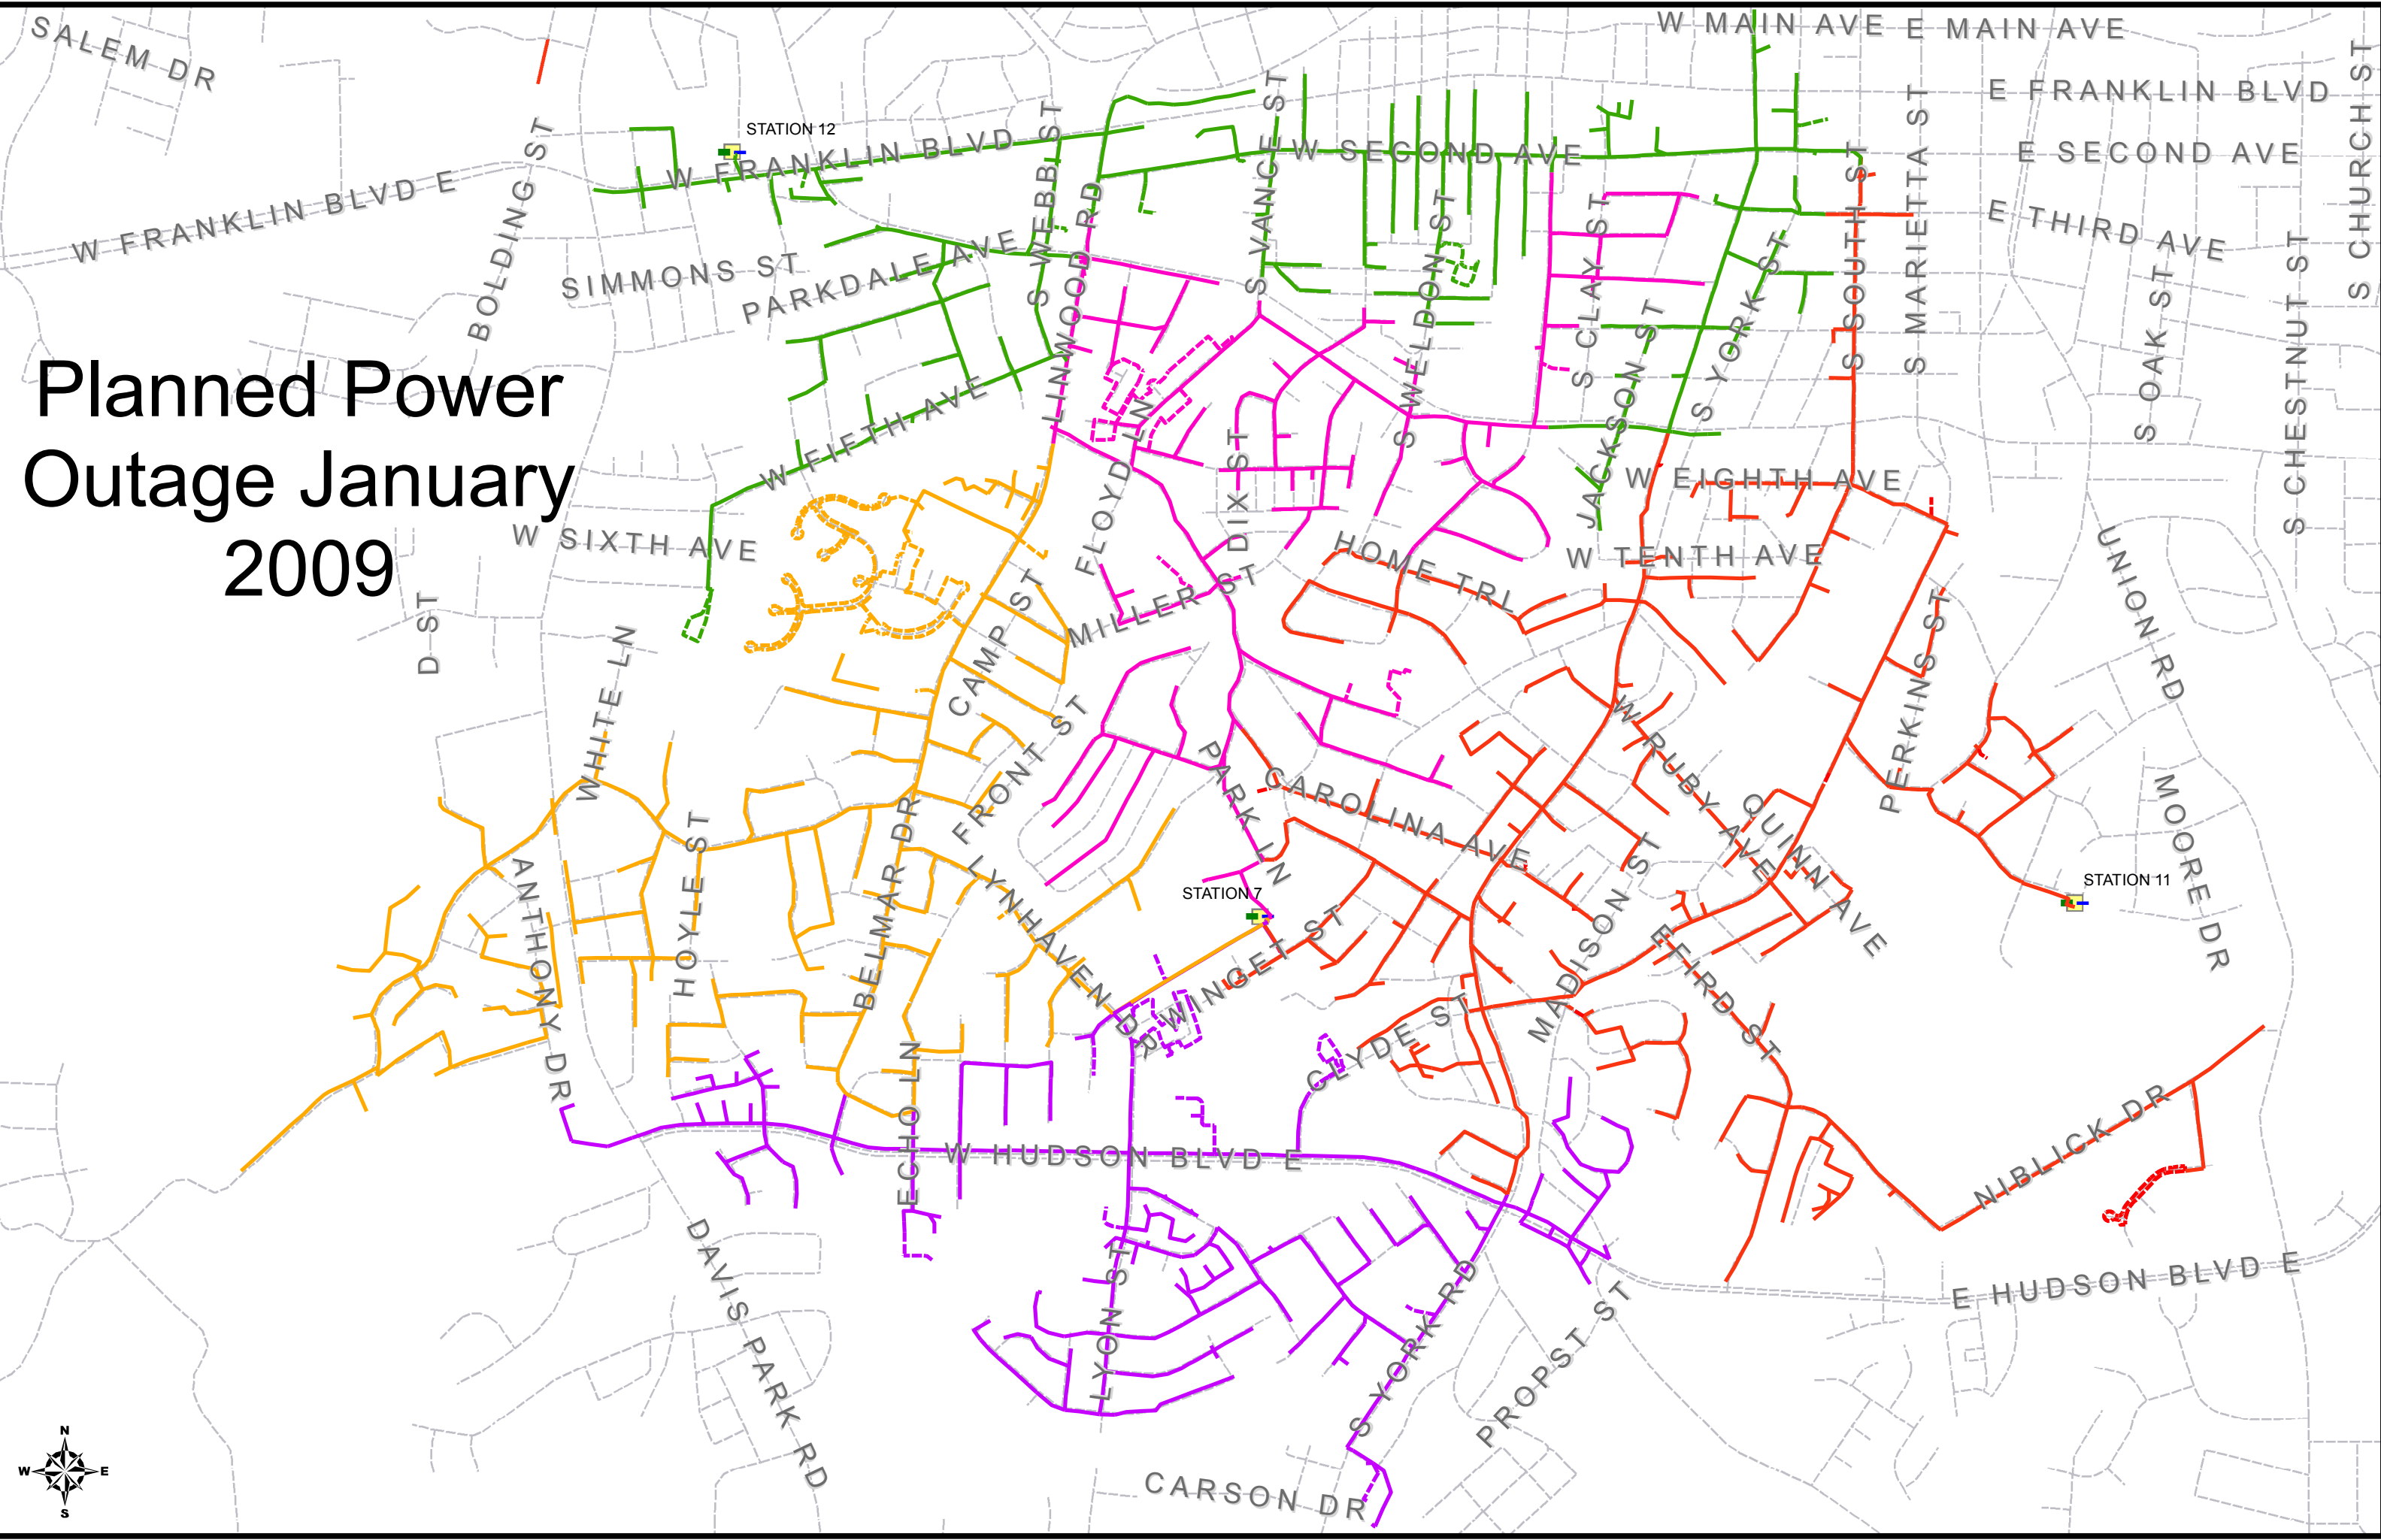 SALEM DR
W MAIN AVE
E MAIN AVE
E FRANKLIN BLVD
S CHURCH ST
STATION 12
W FRANKLIN BLVD
W SECOND AVE
E SECOND AVE
BOLDING ST
S WEBB ST
S VANCE ST
S MARIETTA ST
W FRANKLIN BLVD E
E THIRD AVE
SIMMONS ST
PARKDALE AVE
LINWOOD RD
S WELDON ST
S CLAY ST
S YORK ST
S SOUTH ST
S OAK ST
S CHESTNUT ST
Planned Power
Outage January
2009
W FIFTH AVE
JACKSON ST
W EIGHTH AVE
W SIXTH AVE
FLOYD LN
DIX ST
HOME TRL
W TENTH AVE
UNION RD
D ST
WHITE LN
CAMP ST
MILLER ST
PERKINS ST
FRONT ST
PARK LN
CAROLINA AVE
W RUBY AVE
QUINN AVE
MOORE DR
ANTHONY DR
HOYLE ST
BELMAR DR
LYNHAVEN DR
STATION 7
STATION 11
WINGET ST
MADISON ST
EFIRD ST
CLYDE ST
ECHO LN
W HUDSON BLVD E
NIBLICK DR
E HUDSON BLVD E
DAVIS PARK RD
LYON ST
S YORK RD
PROPST ST
CARSON DR
N
W E
S